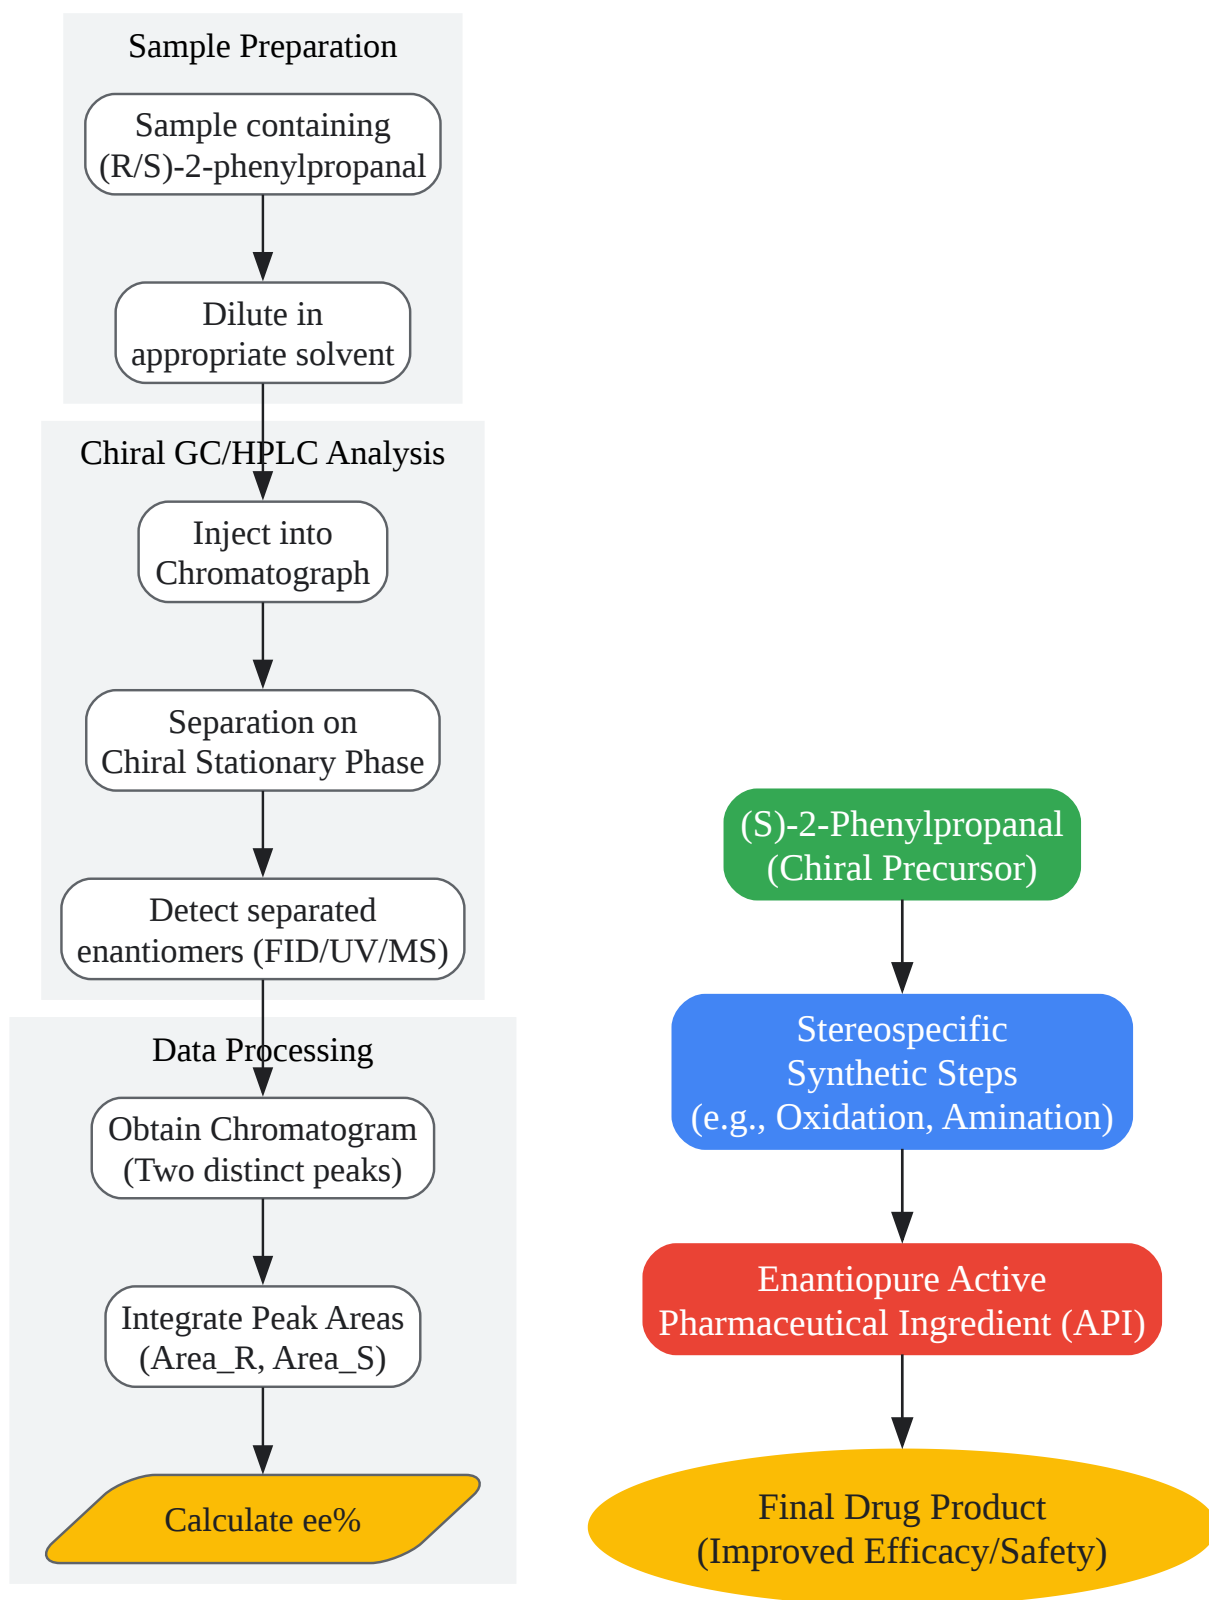 Sample Preparation
Sample containing
(R/S)-2-phenylpropanal
Dilute in
appropriate solvent
Chiral GC/HPLC Analysis
Inject into
Chromatograph
Separation on
Chiral Stationary Phase
Detect separated
enantiomers (FID/UV/MS)
Data Processing
Obtain Chromatogram
(Two distinct peaks)
Integrate Peak Areas
(Area_R, Area_S)
Calculate ee%
(S)-2-Phenylpropanal
(Chiral Precursor)
Stereospecific
Synthetic Steps
(e.g., Oxidation, Amination)
Enantiopure Active
Pharmaceutical Ingredient (API)
Final Drug Product
(Improved Efficacy/Safety)